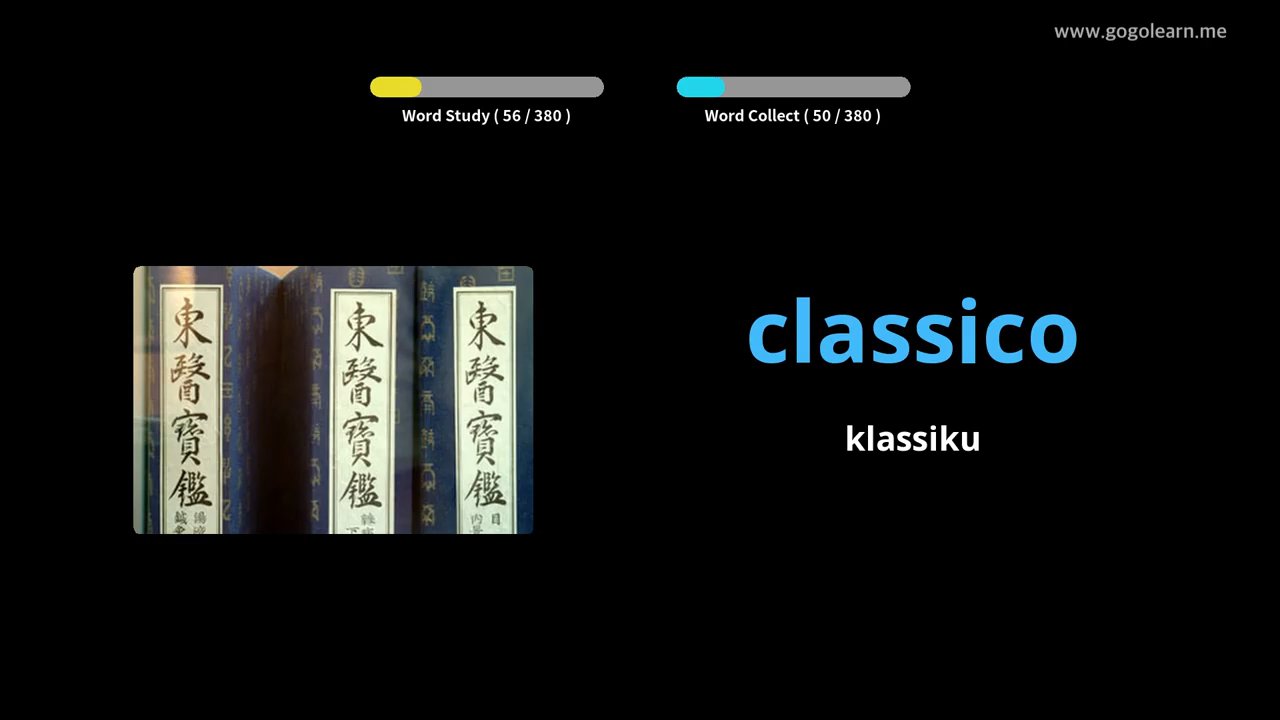 www.gogolearn.me
Word Study ( 56 / 380 )
Word Collect ( 50 / 380 )
東醫寶鑑
東醫寶鑑
東醫寶鑑
classico
klassiku